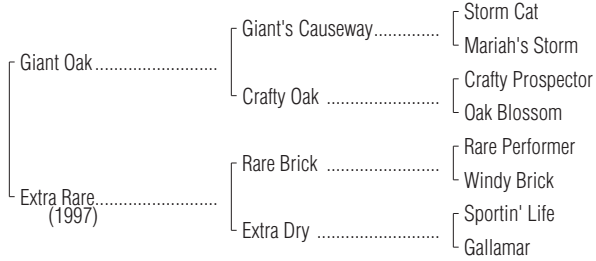 Storm Cat
Giant's Causeway..............
Mariah's Storm
Giant Oak..........................
Crafty Prospector
Crafty Oak ........................
Oak Blossom
Rare Performer
Rare Brick ........................
Windy Brick
Extra Rare..........................
(1997)
Sportin' Life
Extra Dry ..........................
Gallamar